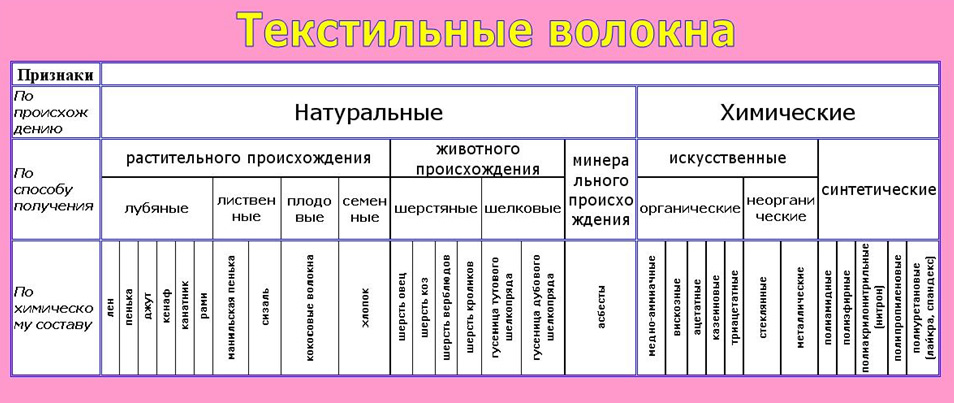 Текстильные волокна
Признаки
По
происхож
дению
Натуральные
Химические
По
способу
получения
растительного происхождения
животного
происхождения
минера
льного
происхо
ждения
искусственные
синтетические
лубяные
листвен
ные
плодо
вые
семен
ные
шерстяные
шелковые
органические
неоргани
ческие
По
химическо
му составу
лен
пенька
джут
кенаф
канатник
рами
манильская пенька
сизаль
кокосовые волокна
хлопок
шерсть овец
шерсть коз
шерсть верблюдов
шерсть кроликов
гусеница тутового
шелкопряда
гусеница дубового
шелкопряда
асбесты
медно-аминачные
вискозные
ацетатные
казеиновые
триацетатные
стеклянные
металлические
полиамидные
полиэфирные
полиакрилонитрильные
(нитрон)
полипропиленовые
полиуретановые
(лайкра, спандекс)